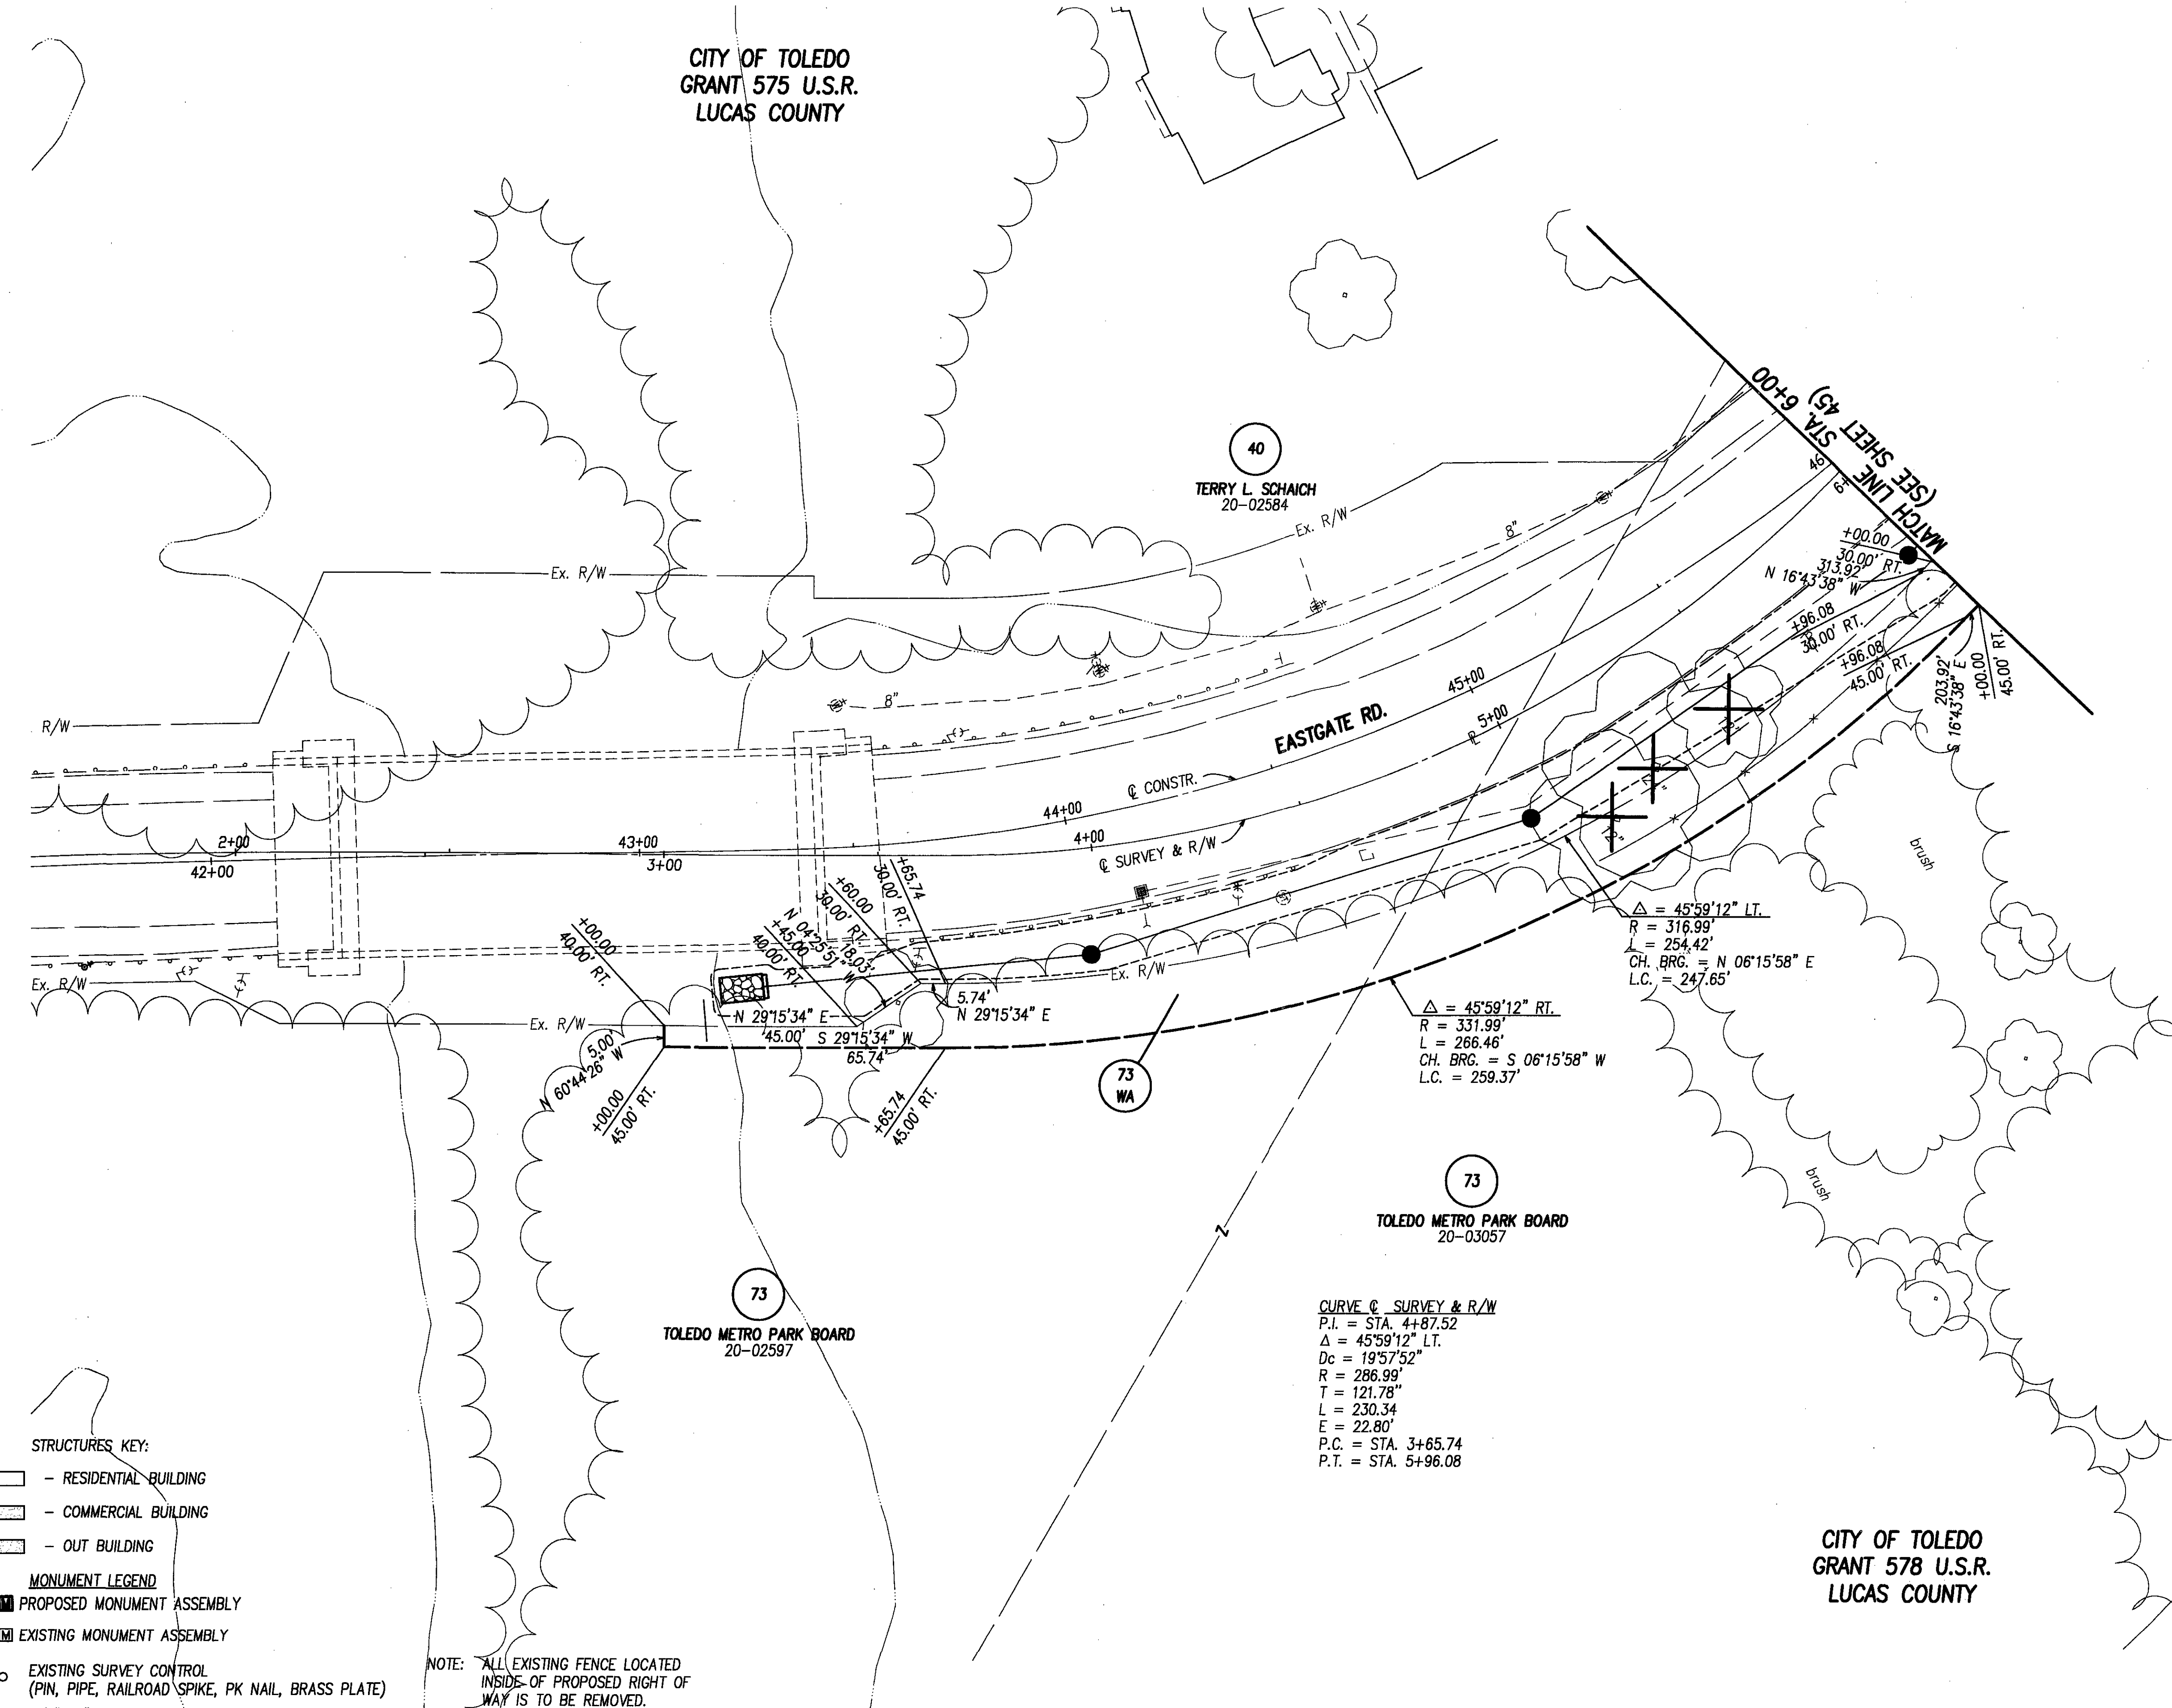 CITY OF TOLEDO
GRANT 575 U.S.R.
LUCAS COUNTY
40
TERRY L. SCHAICH
20-02584
Ex. R/W
8"
Ex. R/W
R/W
8"
MATCH LINE STA. 6+00
(SEE SHEET 45)
46
6+
+00.00
30.00' RT.
313.92'
N 16°43'38" W
+96.08
30.00' RT.
+96.08
45.00' RT.
203.92'
S 16°43'38" E
+00.00
45.00' RT.
45+00
5+00
EASTGATE RD.
℄ CONSTR.
44+00
4+00
℄ SURVEY & R/W
43+00
3+00
2+00
42+00
12"
brush
+65.74
30.00' RT.
+60.00
30.00' RT.
N 04°25'51" W
18.03'
+45.00
40.00' RT.
+00.00
40.00' RT.
Ex. R/W
Ex. R/W
Ex. R/W
N 29°15'34" E
45.00'
S 29°15'34" W
65.74'
5.74'
N 29°15'34" E
5.00'
N 60°44'26" W
+00.00
45.00' RT.
+65.74
45.00' RT.
73
WA
Δ = 45°59'12" LT.
R = 316.99'
L = 254.42'
CH. BRG. = N 06°15'58" E
L.C. = 247.65'
Δ = 45°59'12" RT.
R = 331.99'
L = 266.46'
CH. BRG. = S 06°15'58" W
L.C. = 259.37'
73
TOLEDO METRO PARK BOARD
20-03057
brush
Z
73
TOLEDO METRO PARK BOARD
20-02597
CURVE ℄ SURVEY & R/W
P.I. = STA. 4+87.52
Δ = 45°59'12" LT.
Dc = 19°57'52"
R = 286.99'
T = 121.78"
L = 230.34
E = 22.80'
P.C. = STA. 3+65.74
P.T. = STA. 5+96.08
CITY OF TOLEDO
GRANT 578 U.S.R.
LUCAS COUNTY
STRUCTURES KEY:
- RESIDENTIAL BUILDING
- COMMERCIAL BUILDING
- OUT BUILDING
MONUMENT LEGEND
M PROPOSED MONUMENT ASSEMBLY
M EXISTING MONUMENT ASSEMBLY
EXISTING SURVEY CONTROL
(PIN, PIPE, RAILROAD SPIKE, PK NAIL, BRASS PLATE)
NOTE: ALL EXISTING FENCE LOCATED
INSIDE OF PROPOSED RIGHT OF
WAY IS TO BE REMOVED.